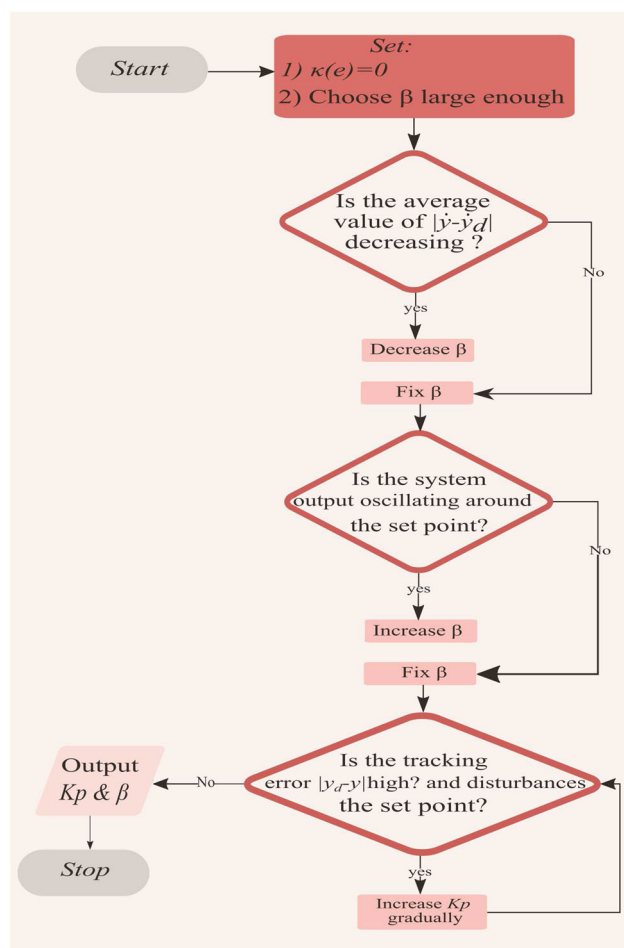 Start
Set:
1) κ(e)=0
2) Choose β large enough
Is the average
value of |ẏ-ẏd|
decreasing ?
No
yes
Decrease β
Fix β
Is the system
output oscillating around
the set point?
No
yes
Increase β
Fix β
Is the tracking
error |yd-y|high? and disturbances
the set point?
No
Output
Kp & β
Stop
yes
Increase Kp
gradually